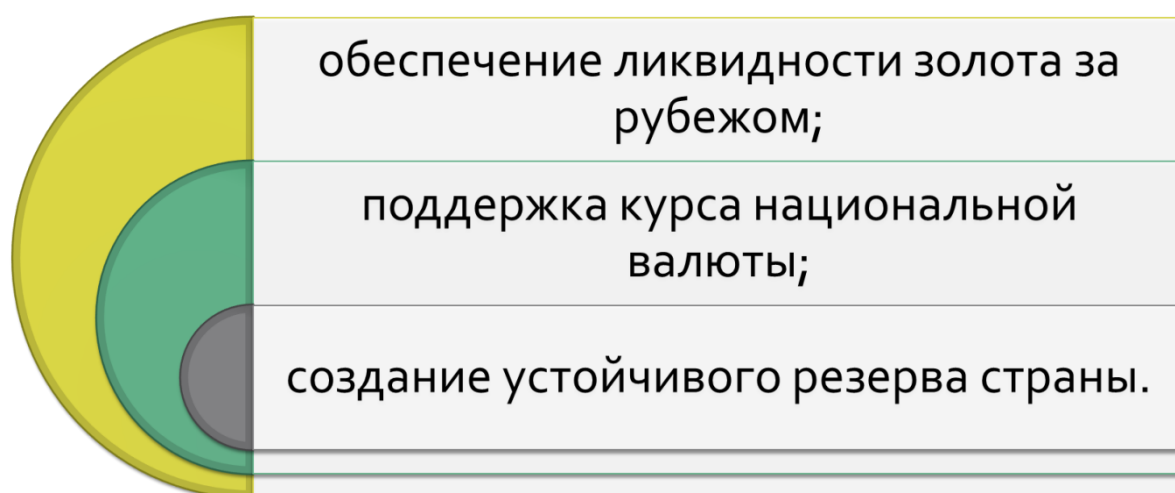 обеспечение ликвидности золота за
рубежом;
поддержка курса национальной
валюты;
создание устойчивого резерва страны.